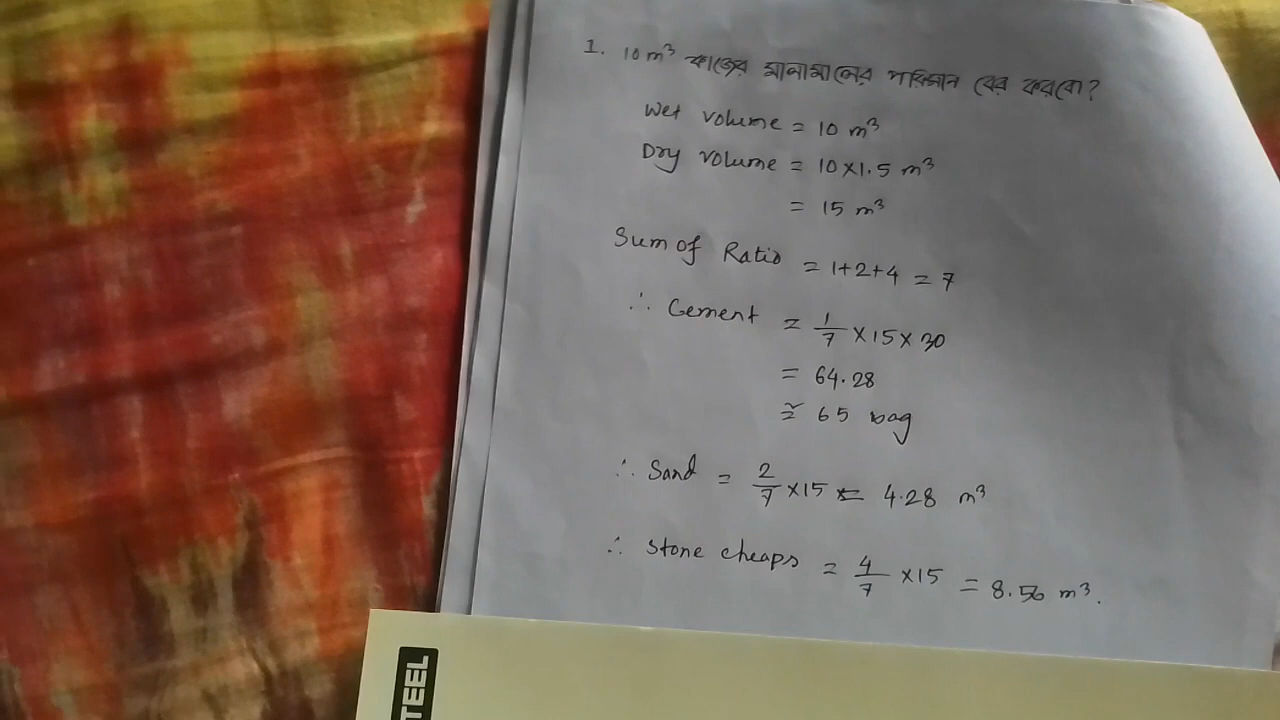 1. 10 m³ কাজের মালামালের পরিমান বের করবো?
Wet volume = 10 m³
Dry volume = 10×1.5 m³
= 15 m³
Sum of Ratio = 1+2+4 = 7
∴ Cement = 1/7 ×15×30
= 64.28
≅ 65 bag
∴ Sand = 2/7 ×15 = 4.28 m³
∴ Stone cheaps = 4/7 ×15 = 8.56 m³.
TEEL